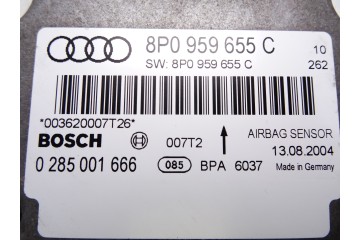 8P0 959 655 C 10
SW: 8P0 959 655 C 262
*003620007T26*
BOSCH 007T2 AIRBAG SENSOR
13.08.2004
0 285 001 666 085 BPA 6037 Made in Germany